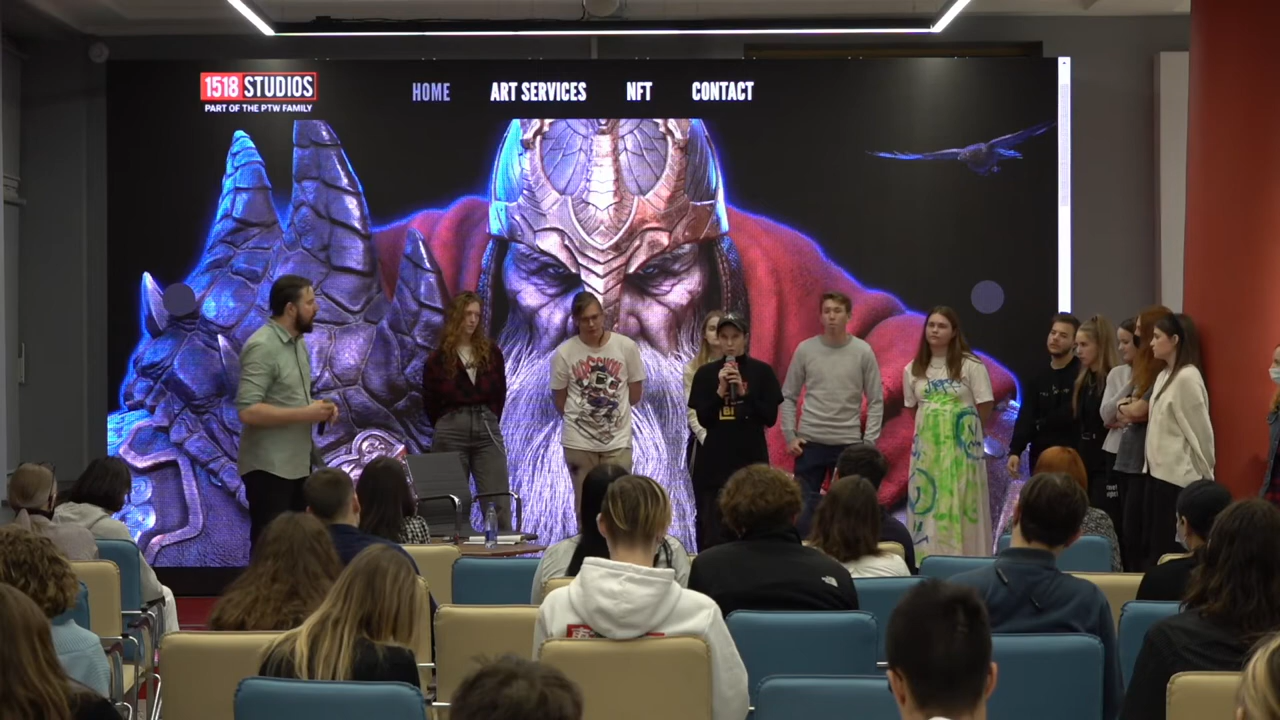 1518 STUDIOS
PART OF THE PTW FAMILY
HOME ART SERVICES NFT CONTACT